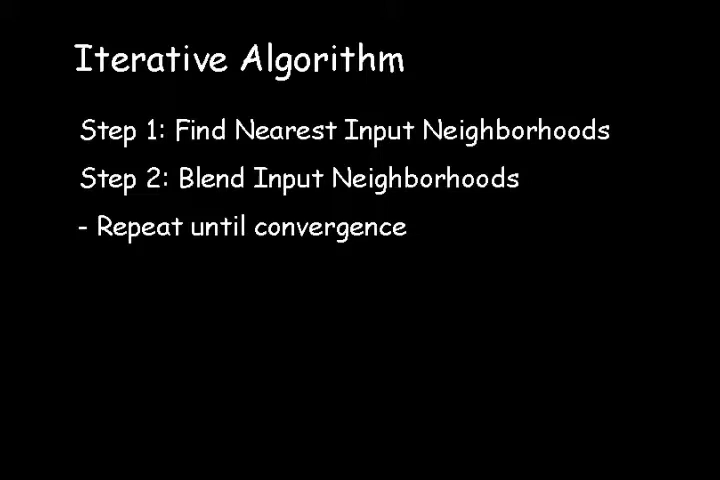 Iterative Algorithm
Step 1: Find Nearest Input Neighborhoods
Step 2: Blend Input Neighborhoods
- Repeat until convergence